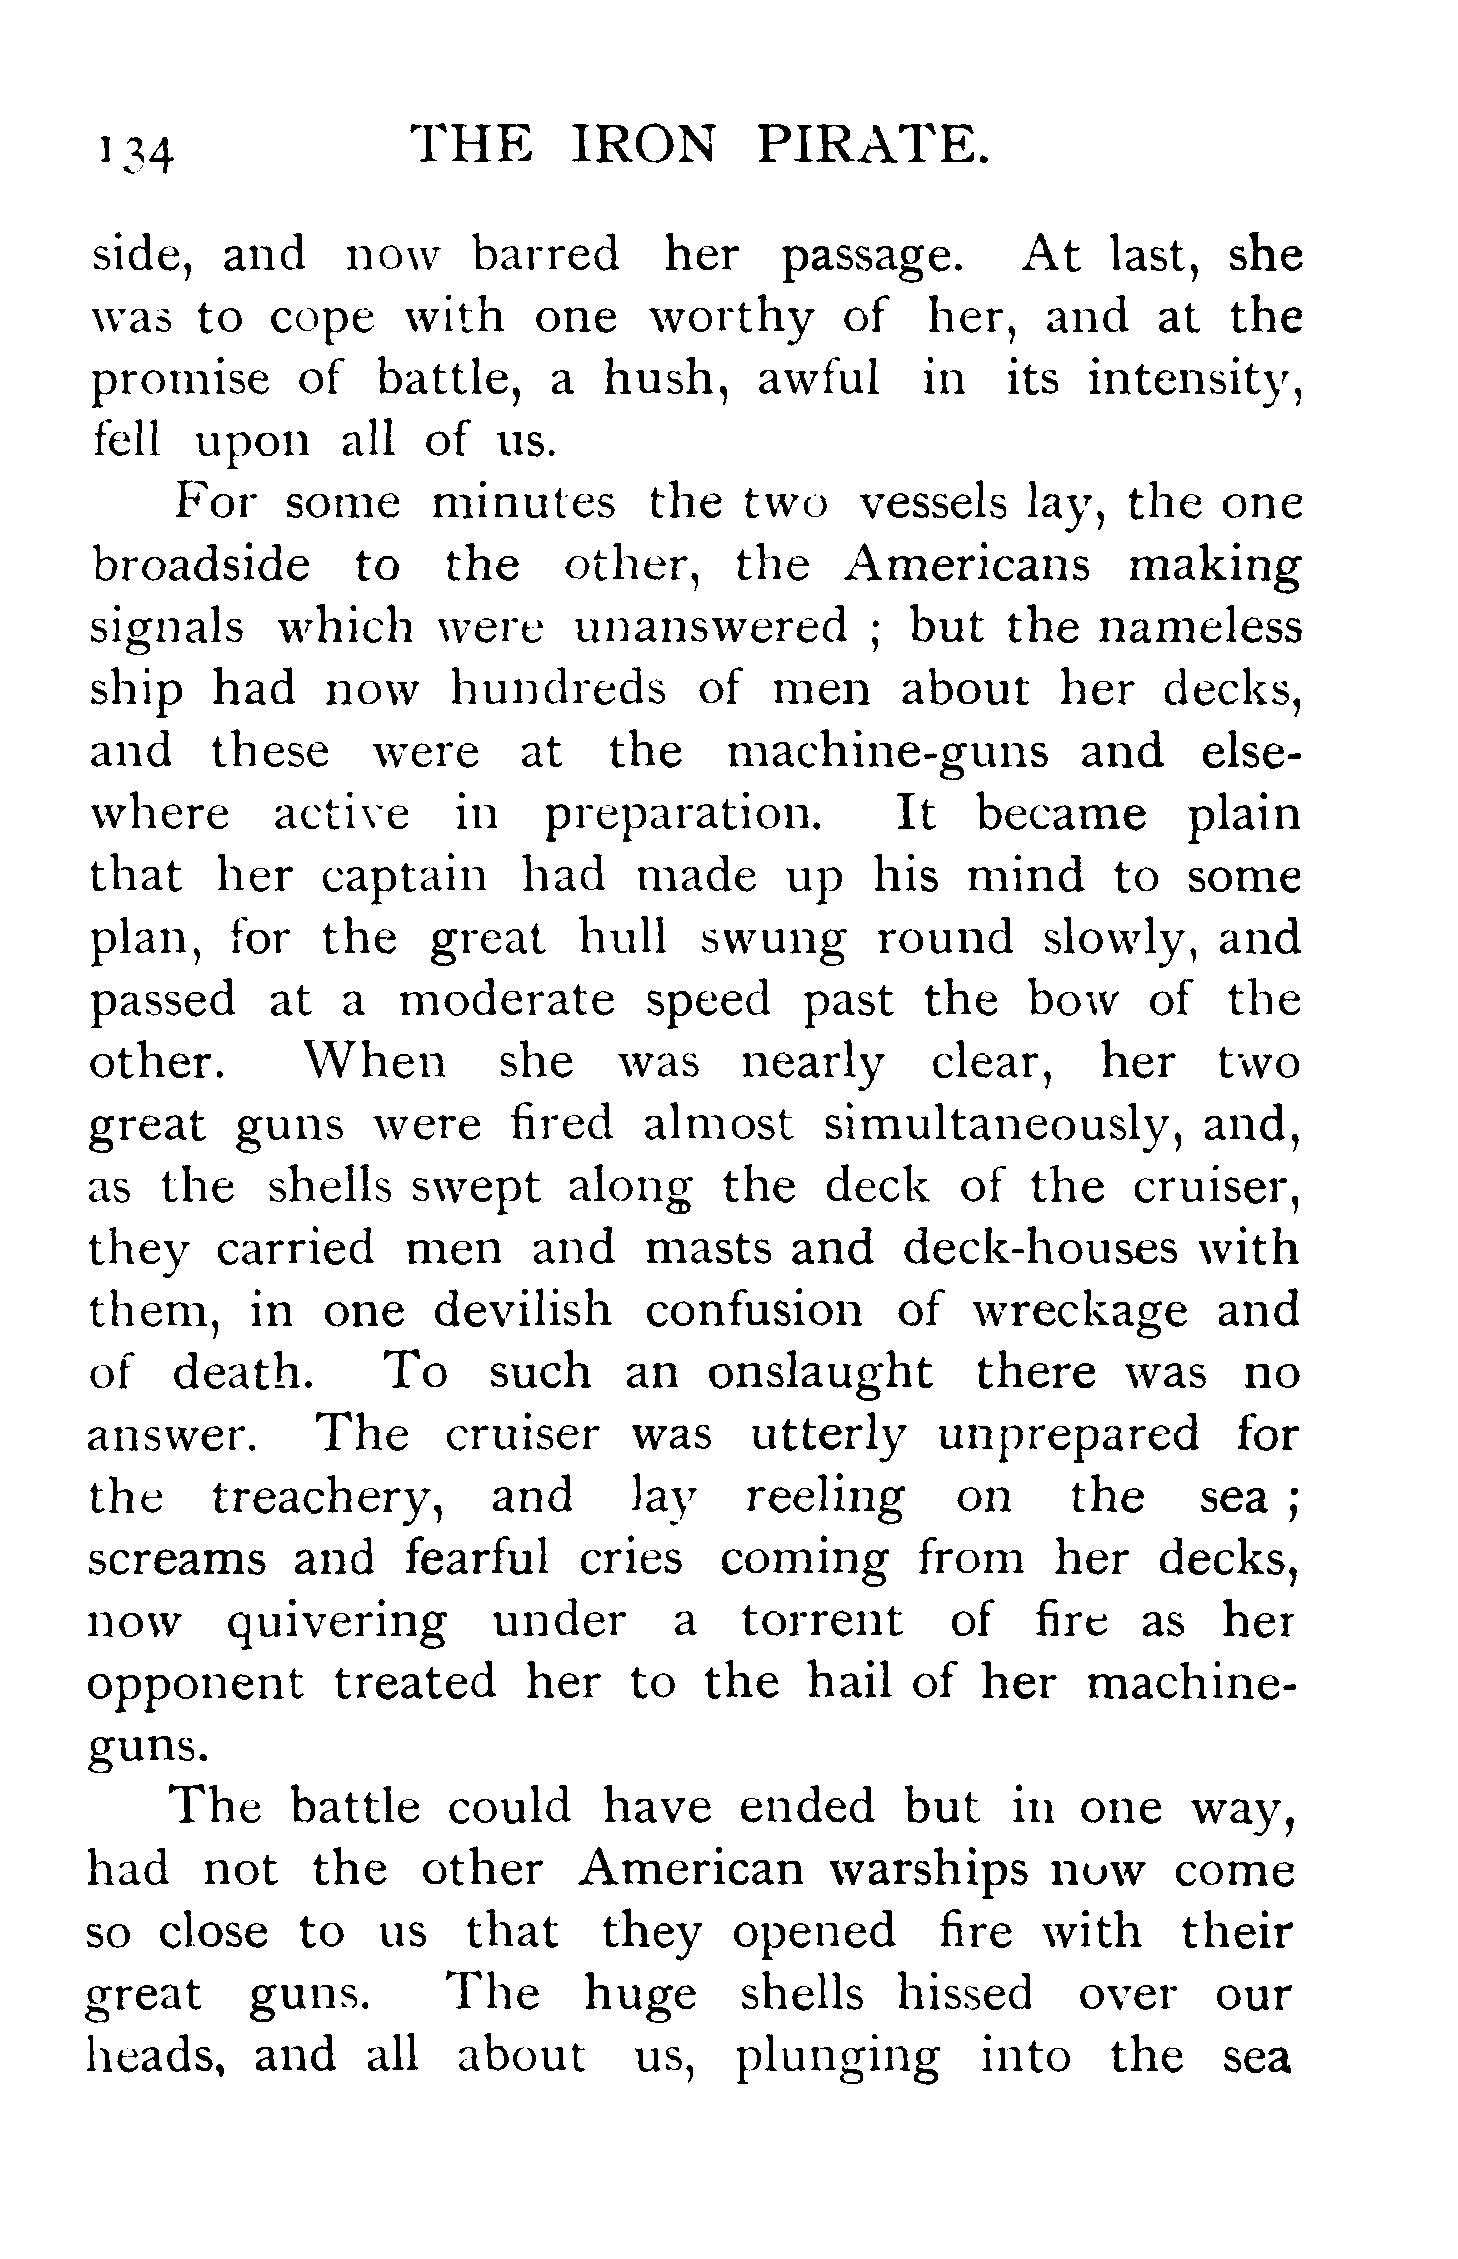 134 THE IRON PIRATE.
side, and now barred her passage. At last, she
was to cope with one worthy of her, and at the
promise of battle, a hush, awful in its intensity,
fell upon all of us.
For some minutes the two vessels lay, the one
broadside to the other, the Americans making
signals which were unanswered ; but the nameless
ship had now hundreds of men about her decks,
and these were at the machine-guns and else-
where active in preparation. It became plain
that her captain had made up his mind to some
plan, for the great hull swung round slowly, and
passed at a moderate speed past the bow of the
other. When she was nearly clear, her two
great guns were fired almost simultaneously, and,
as the shells swept along the deck of the cruiser,
they carried men and masts and deck-houses with
them, in one devilish confusion of wreckage and
of death. To such an onslaught there was no
answer. The cruiser was utterly unprepared for
the treachery, and lay reeling on the sea ;
screams and fearful cries coming from her decks,
now quivering under a torrent of fire as her
opponent treated her to the hail of her machine-
guns.
The battle could have ended but in one way,
had not the other American warships now come
so close to us that they opened fire with their
great guns. The huge shells hissed over our
heads, and all about us, plunging into the sea